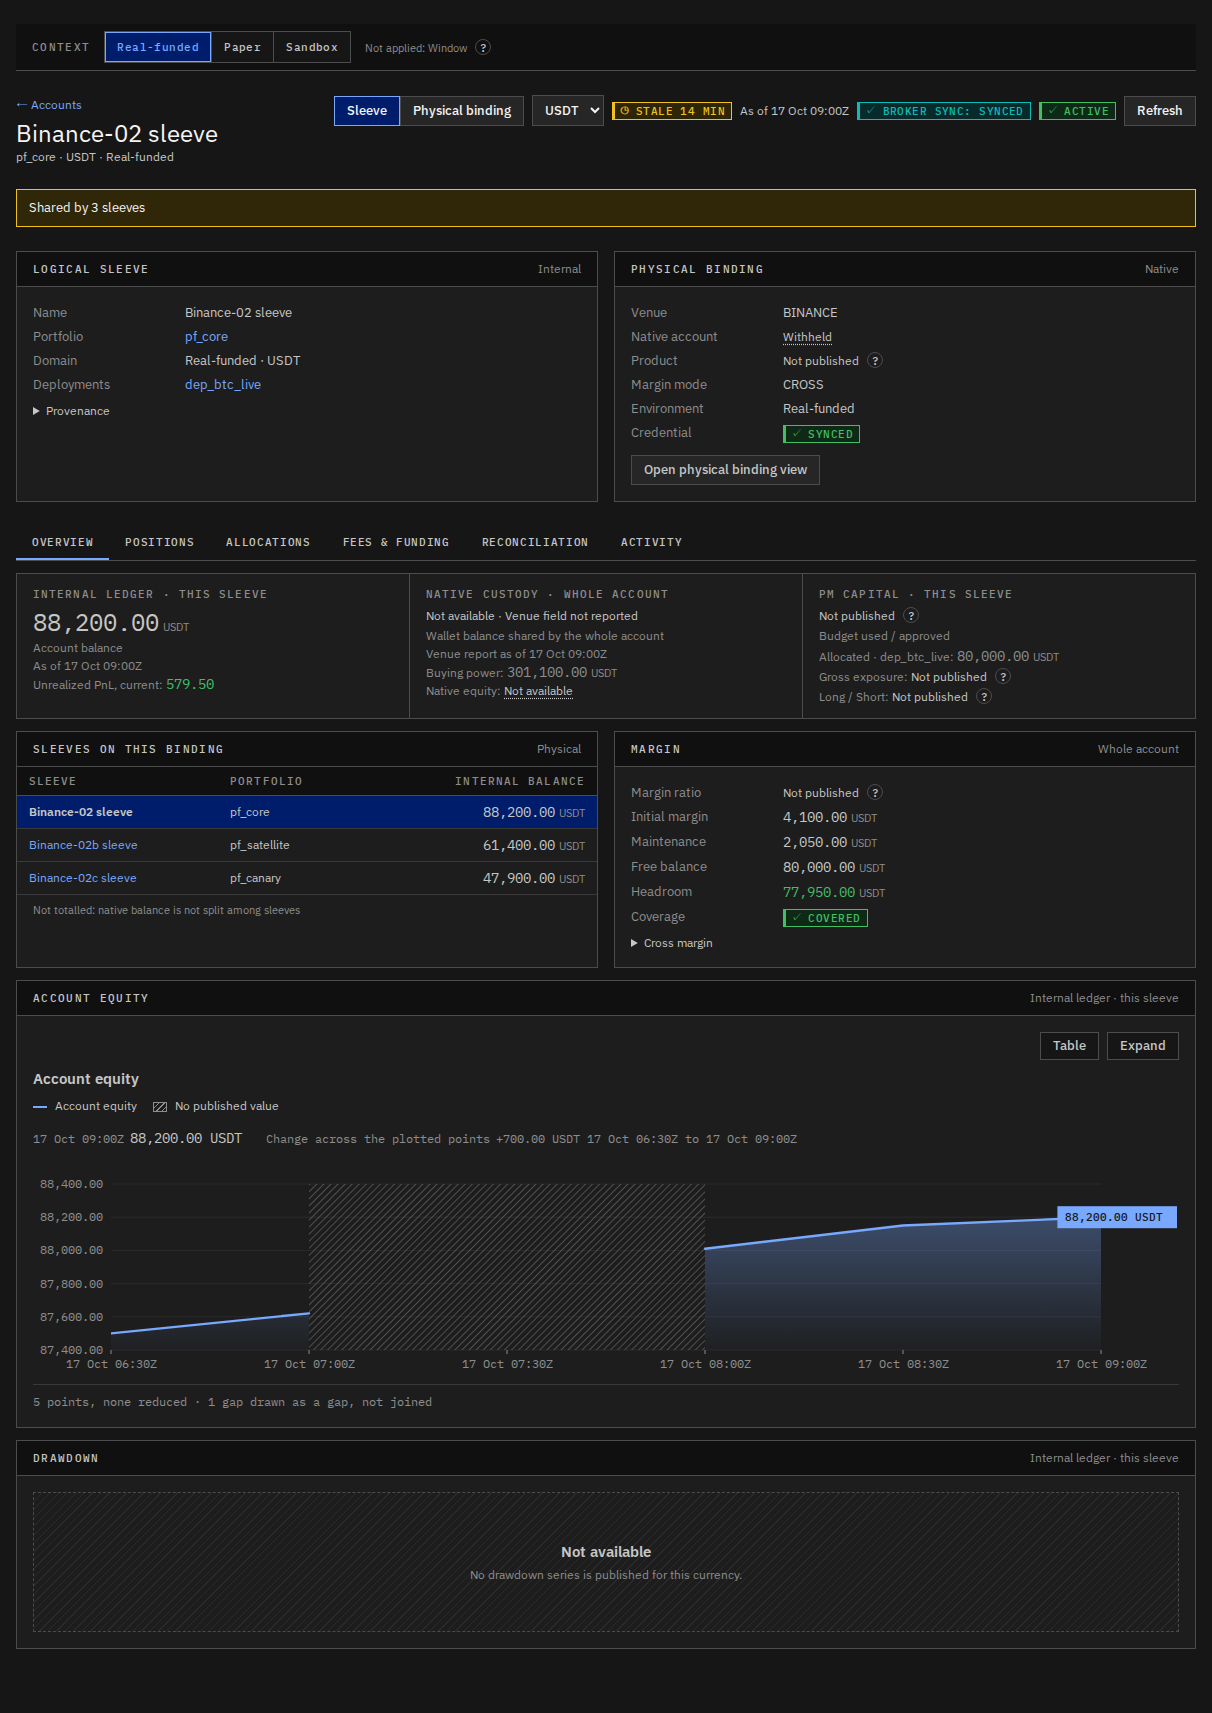 CONTEXT Real-funded Paper Sandbox Not applied: Window ?
← Accounts
Binance-02 sleeve
pf_core · USDT · Real-funded
Sleeve Physical binding USDT STALE 14 MIN As of 17 Oct 09:00Z ✓ BROKER SYNC: SYNCED ✓ ACTIVE Refresh
Shared by 3 sleeves
LOGICAL SLEEVE Internal
Name Binance-02 sleeve
Portfolio pf_core
Domain Real-funded · USDT
Deployments dep_btc_live
Provenance
PHYSICAL BINDING Native
Venue BINANCE
Native account Withheld
Product Not published ?
Margin mode CROSS
Environment Real-funded
Credential ✓ SYNCED
Open physical binding view
OVERVIEW POSITIONS ALLOCATIONS FEES & FUNDING RECONCILIATION ACTIVITY
INTERNAL LEDGER · THIS SLEEVE
88,200.00 USDT
Account balance
As of 17 Oct 09:00Z
Unrealized PnL, current: 579.50
NATIVE CUSTODY · WHOLE ACCOUNT
Not available · Venue field not reported
Wallet balance shared by the whole account
Venue report as of 17 Oct 09:00Z
Buying power: 301,100.00 USDT
Native equity: Not available
PM CAPITAL · THIS SLEEVE
Not published ?
Budget used / approved
Allocated · dep_btc_live: 80,000.00 USDT
Gross exposure: Not published ?
Long / Short: Not published ?
SLEEVES ON THIS BINDING Physical
SLEEVE PORTFOLIO INTERNAL BALANCE
Binance-02 sleeve pf_core 88,200.00 USDT
Binance-02b sleeve pf_satellite 61,400.00 USDT
Binance-02c sleeve pf_canary 47,900.00 USDT
Not totalled: native balance is not split among sleeves
MARGIN Whole account
Margin ratio Not published ?
Initial margin 4,100.00 USDT
Maintenance 2,050.00 USDT
Free balance 80,000.00 USDT
Headroom 77,950.00 USDT
Coverage ✓ COVERED
Cross margin
ACCOUNT EQUITY Internal ledger · this sleeve
Table Expand
Account equity
Account equity No published value
17 Oct 09:00Z 88,200.00 USDT Change across the plotted points +700.00 USDT 17 Oct 06:30Z to 17 Oct 09:00Z
88,400.00
88,200.00 88,200.00 USDT
88,000.00
87,800.00
87,600.00
87,400.00
17 Oct 06:30Z 17 Oct 07:00Z 17 Oct 07:30Z 17 Oct 08:00Z 17 Oct 08:30Z 17 Oct 09:00Z
5 points, none reduced · 1 gap drawn as a gap, not joined
DRAWDOWN Internal ledger · this sleeve
Not available
No drawdown series is published for this currency.